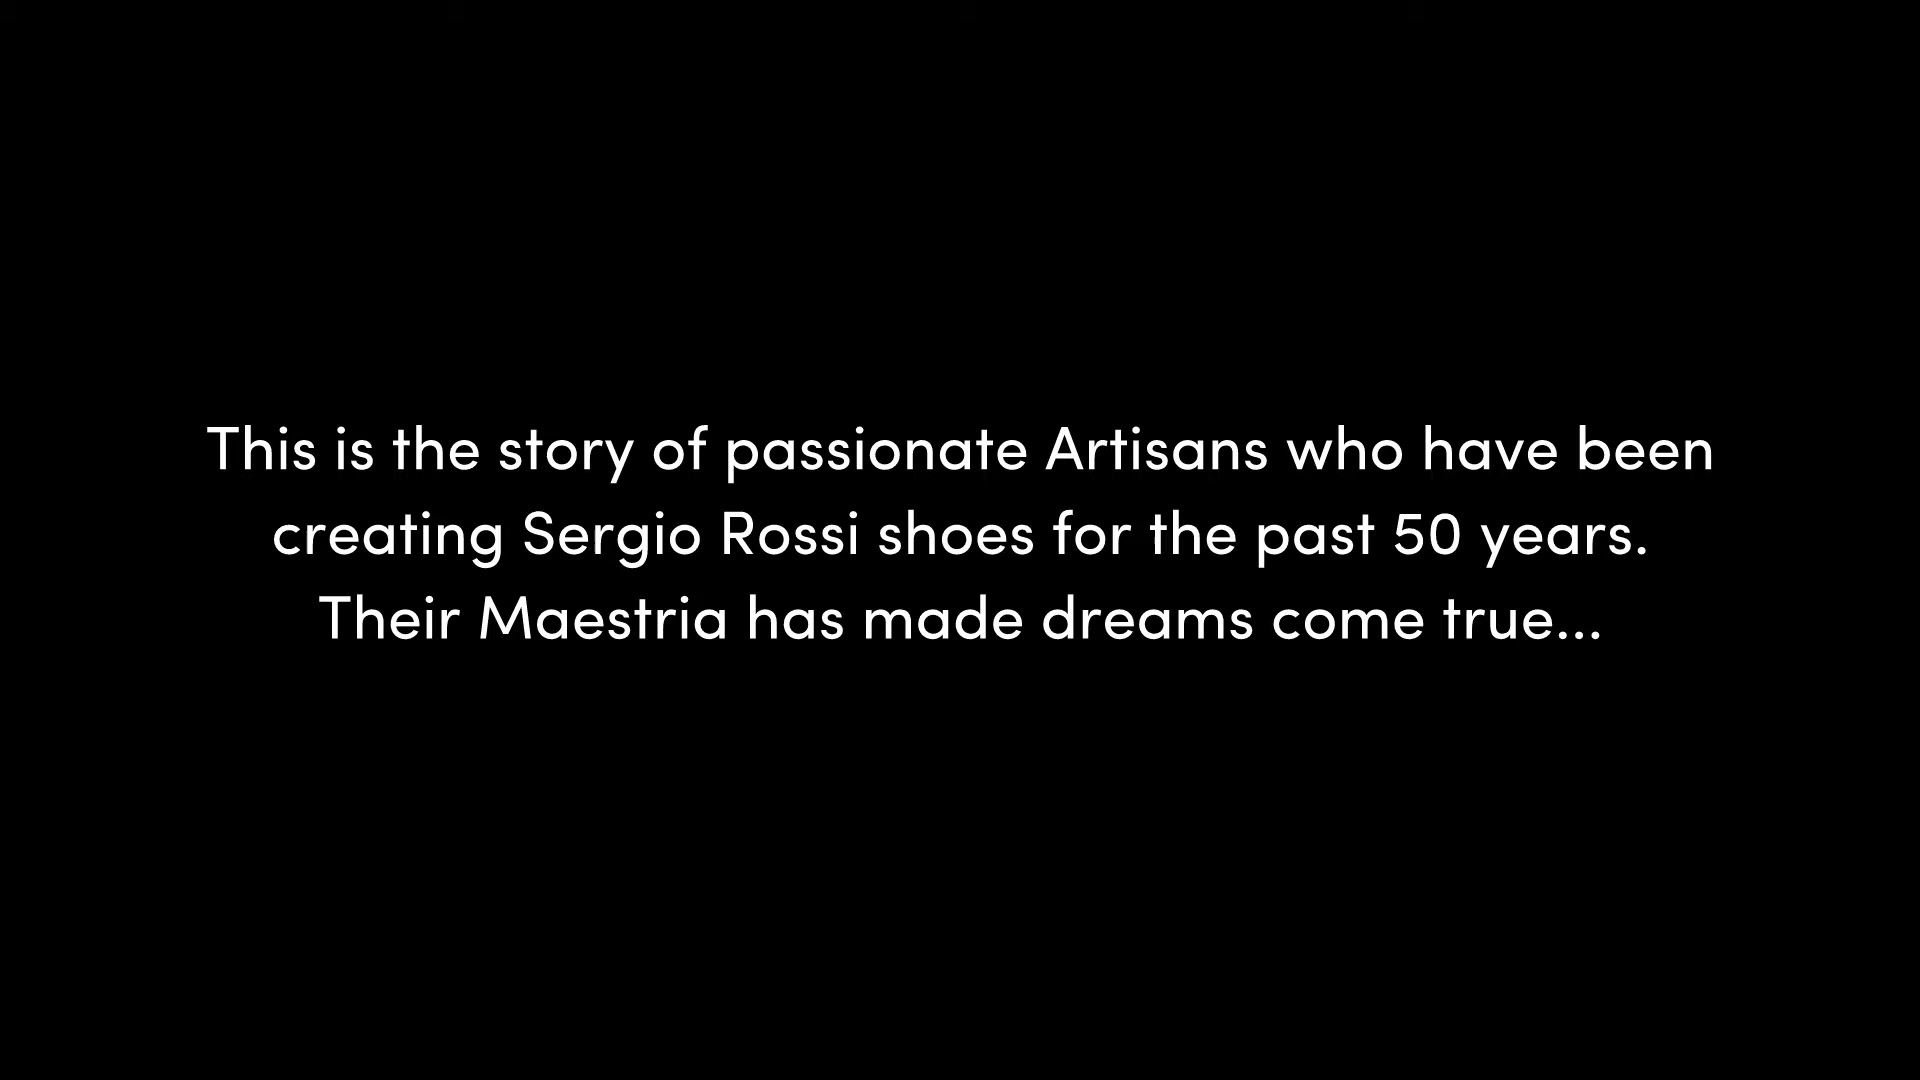 This is the story of passionate Artisans who have been
creating Sergio Rossi shoes for the past 50 years.
Their Maestria has made dreams come true...